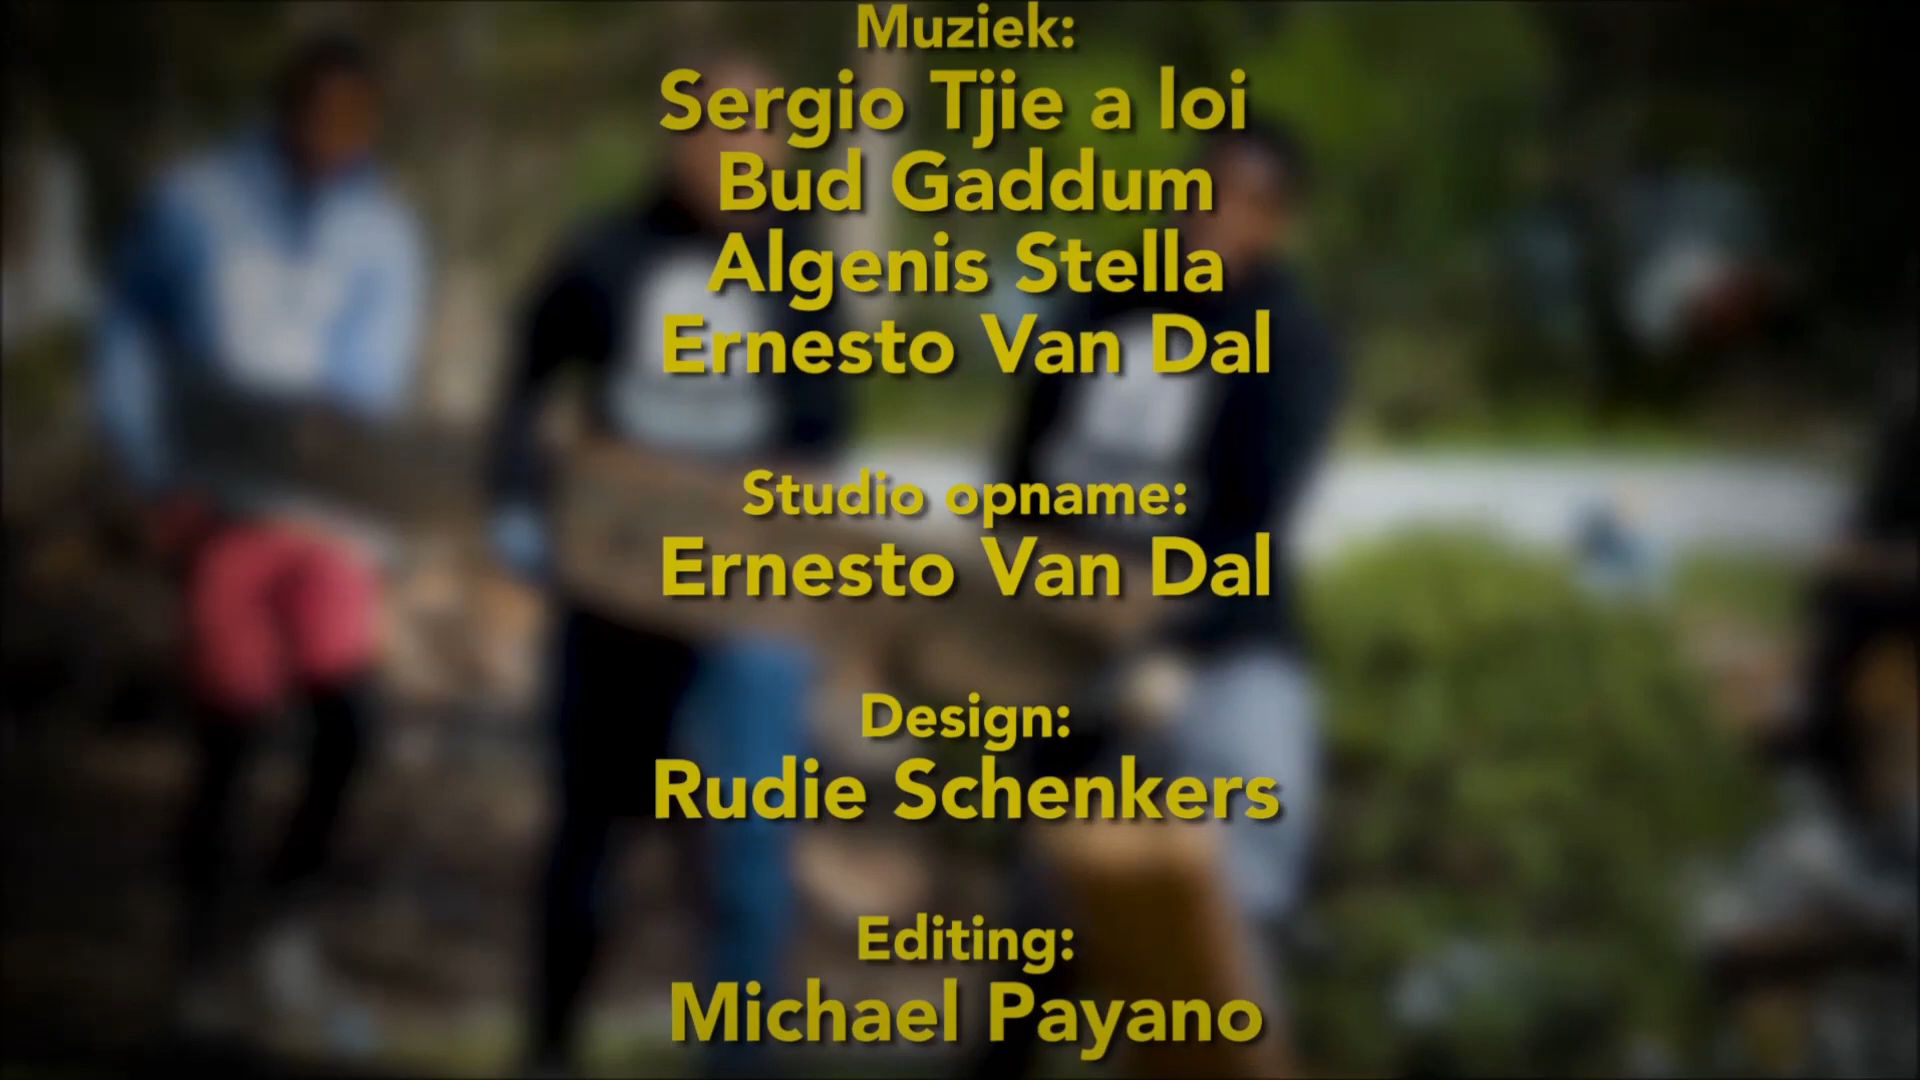 Muziek:
Sergio Tjie a loi
Bud Gaddum
Algenis Stella
Ernesto Van Dal
Studio opname:
Ernesto Van Dal
Design:
Rudie Schenkers
Editing:
Michael Payano